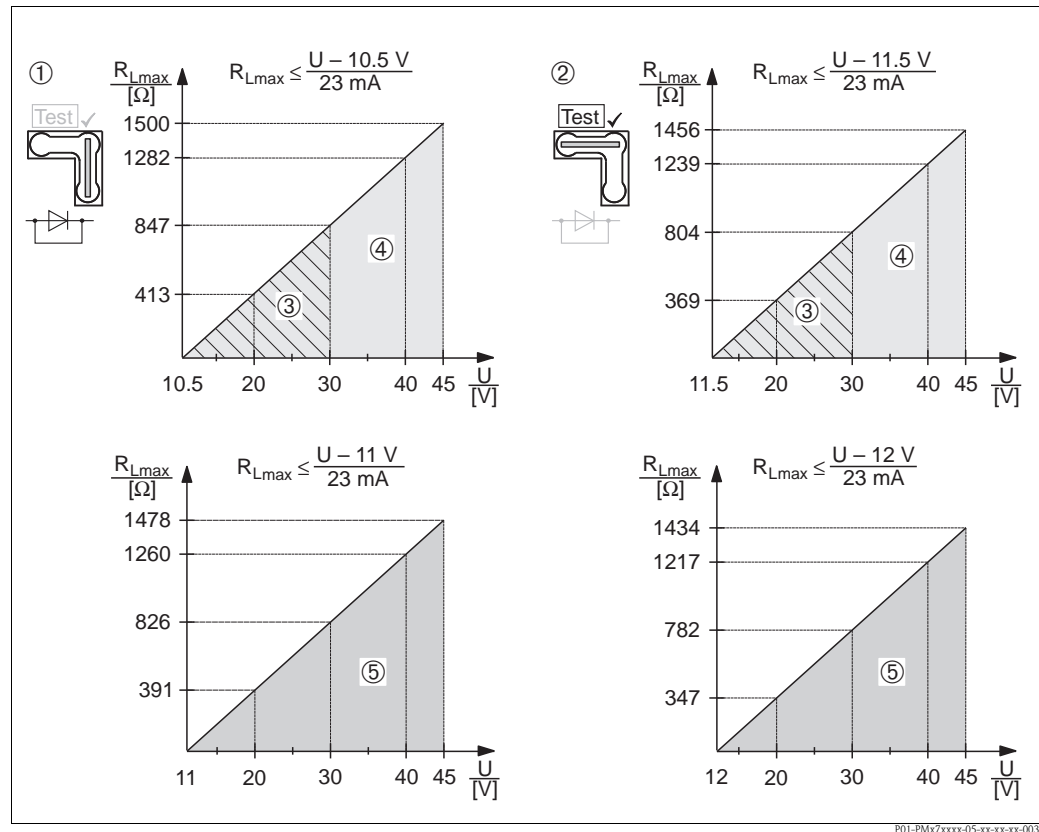 ①
R_Lmax
[Ω]
R_Lmax ≤ U – 10.5 V
23 mA
Test
1500
1282
847
413
④
③
10.5 20 30 40 45 U
[V]
②
R_Lmax
[Ω]
R_Lmax ≤ U – 11.5 V
23 mA
Test
1456
1239
804
369
④
③
11.5 20 30 40 45 U
[V]
R_Lmax
[Ω]
R_Lmax ≤ U – 11 V
23 mA
1478
1260
826
391
⑤
11 20 30 40 45 U
[V]
R_Lmax
[Ω]
R_Lmax ≤ U – 12 V
23 mA
1434
1217
782
347
⑤
12 20 30 40 45 U
[V]
P01-PMx7xxxx-05-xx-xx-xx-003